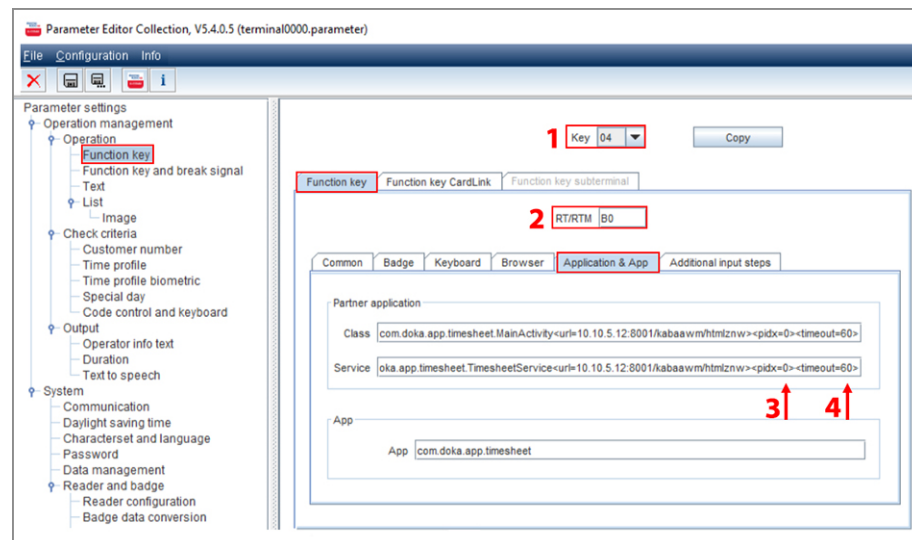 Parameter Editor Collection, V5.4.0.5 (terminal0000.parameter)
File Configuration Info
Parameter settings
Operation management
Operation
Function key
Function key and break signal
Text
List
Image
Check criteria
Customer number
Time profile
Time profile biometric
Special day
Code control and keyboard
Output
Operator info text
Duration
Text to speech
System
Communication
Daylight saving time
Characterset and language
Password
Data management
Reader and badge
Reader configuration
Badge data conversion
1 Key 04 Copy
Function key Function key CardLink Function key subterminal
2 RT/RTM B0
Common Badge Keyboard Browser Application & App Additional input steps
Partner application
Class com.doka.app.timesheet.MainActivity<url=10.10.5.12:8001/kabaawm/htmlznw><pidx=0><timeout=60>
Service oka.app.timesheet.TimesheetService<url=10.10.5.12:8001/kabaawm/htmlznw><pidx=0><timeout=60>
3 4
App
App com.doka.app.timesheet